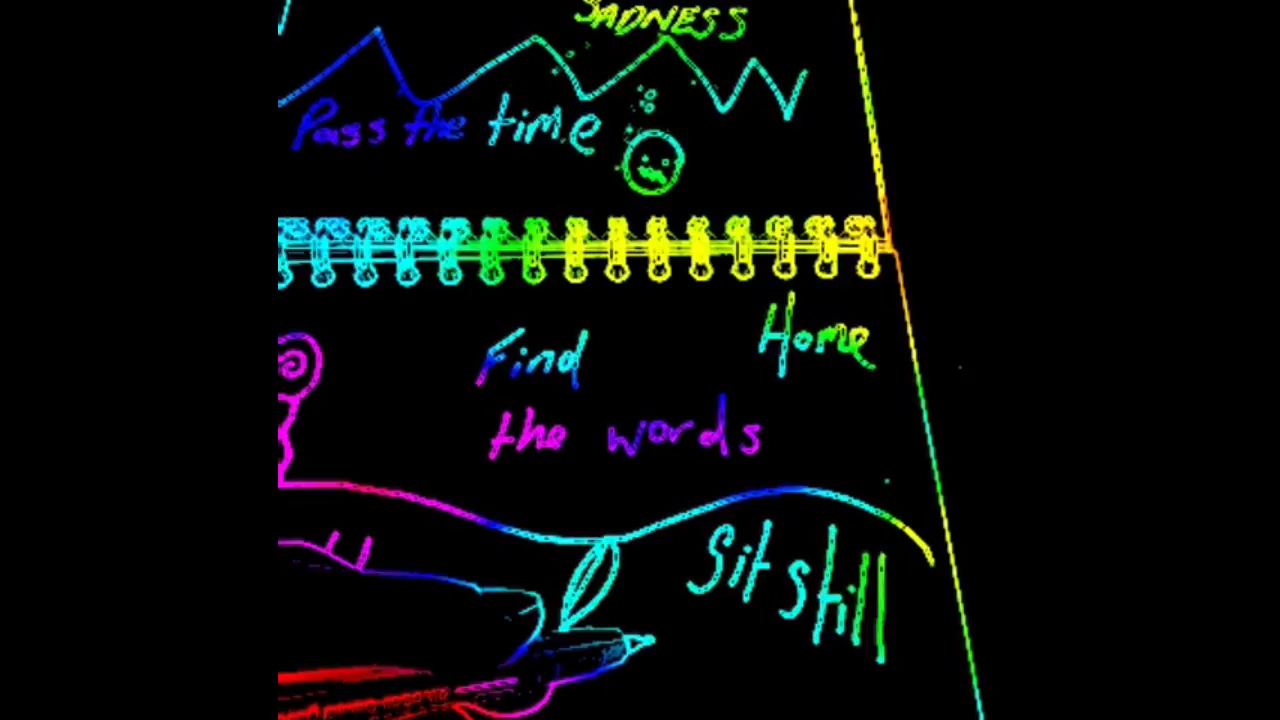 SADNESS
Pass the time
Home
Find
the words
Sit still